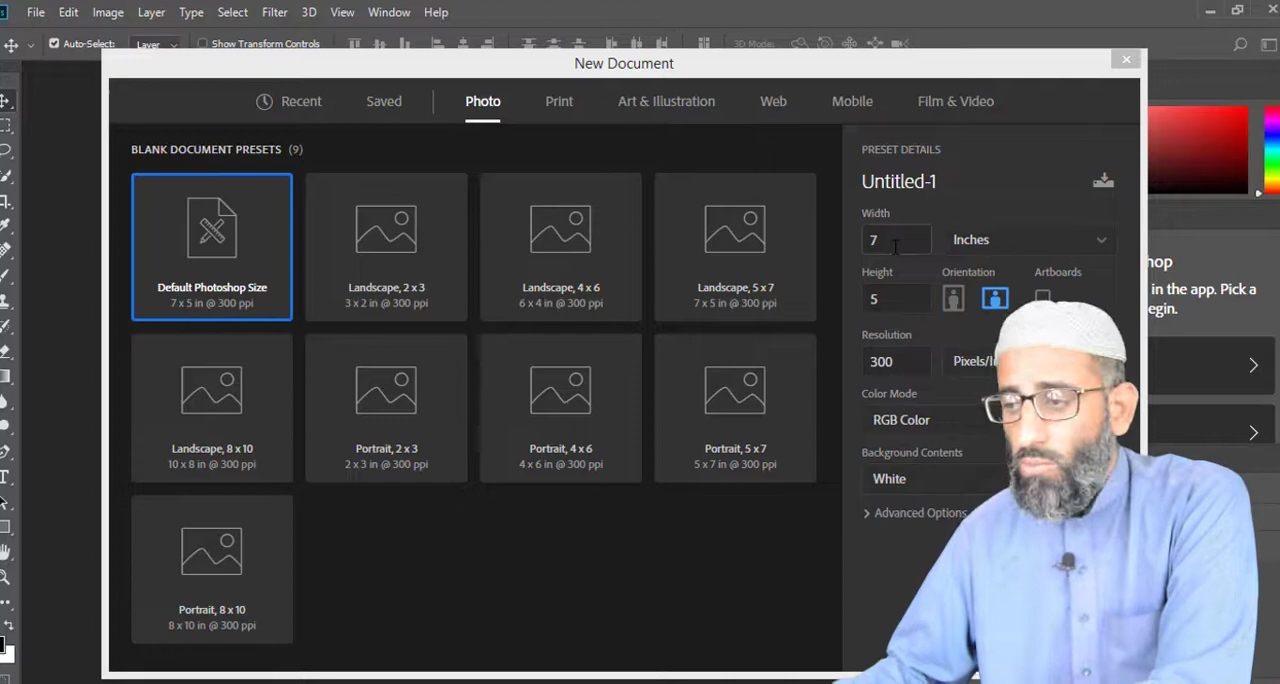 File Edit Image Layer Type Select Filter 3D View Window Help
Auto-Select: Layer Show Transform Controls 3D Mode:
New Document
Recent Saved Photo Print Art & Illustration Web Mobile Film & Video
BLANK DOCUMENT PRESETS (9)
Default Photoshop Size
7 x 5 in @ 300 ppi
Landscape, 2 x 3
3 x 2 in @ 300 ppi
Landscape, 4 x 6
6 x 4 in @ 300 ppi
Landscape, 5 x 7
7 x 5 in @ 300 ppi
Landscape, 8 x 10
10 x 8 in @ 300 ppi
Portrait, 2 x 3
2 x 3 in @ 300 ppi
Portrait, 4 x 6
4 x 6 in @ 300 ppi
Portrait, 5 x 7
5 x 7 in @ 300 ppi
Portrait, 8 x 10
8 x 10 in @ 300 ppi
PRESET DETAILS
Untitled-1
Width
7 Inches
Height Orientation Artboards
5
Resolution
300 Pixels/I
Color Mode
RGB Color
Background Contents
White
Advanced Options
hop
in the app. Pick a
egin.